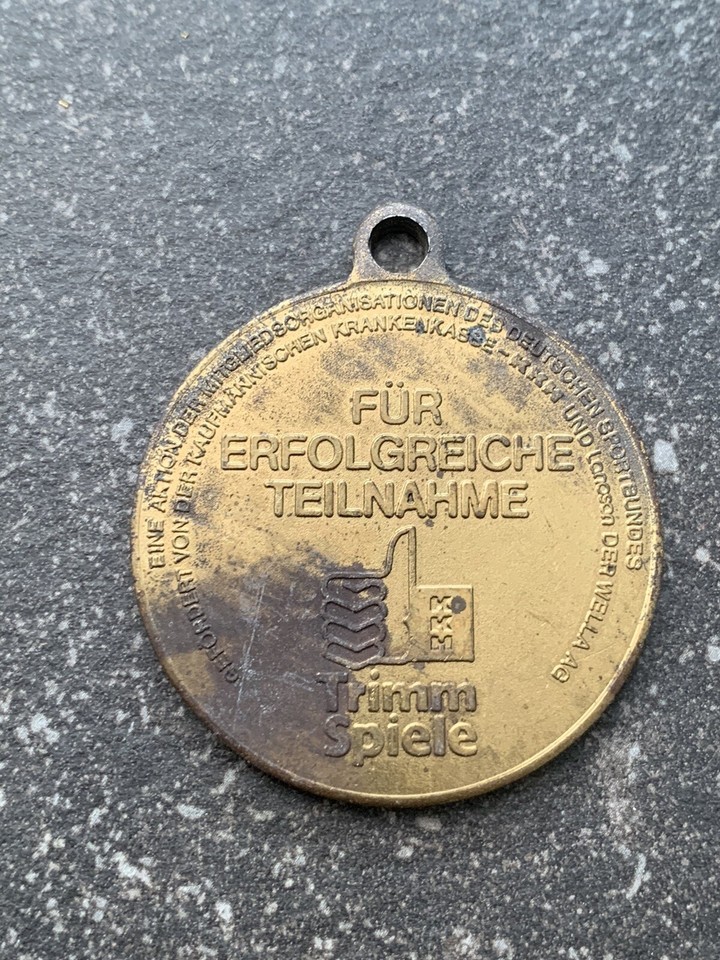 EINE AKTION DER MITGLIEDSORGANISATIONEN DES DEUTSCHEN SPORTBUNDES
GEFÖRDERT VON DER KAUFMÄNNISCHEN KRANKENKASSE - KKH UND Lanoson DER WELLA AG
FÜR
ERFOLGREICHE
TEILNAHME
Trimm
Spiele